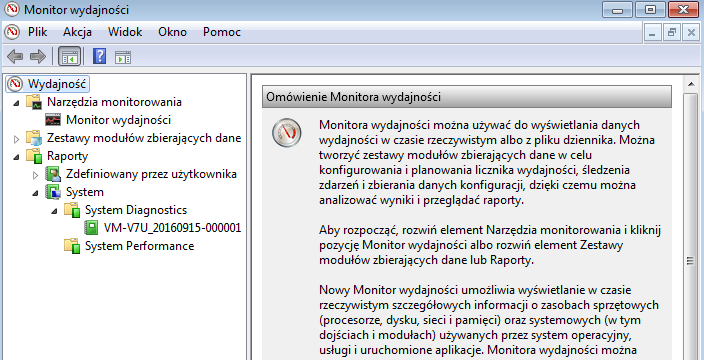 Monitor wydajności
Plik Akcja Widok Okno Pomoc
Wydajność
Narzędzia monitorowania
Monitor wydajności
Zestawy modułów zbierających dane
Raporty
Zdefiniowany przez użytkownika
System
System Diagnostics
VM-V7U_20160915-000001
System Performance
Omówienie Monitora wydajności
Monitora wydajności można używać do wyświetlania danych
wydajności w czasie rzeczywistym albo z pliku dziennika. Można
tworzyć zestawy modułów zbierających dane w celu
konfigurowania i planowania licznika wydajności, śledzenia
zdarzeń i zbierania danych konfiguracji, dzięki czemu można
analizować wyniki i przeglądać raporty.
Aby rozpocząć, rozwiń element Narzędzia monitorowania i kliknij
pozycję Monitor wydajności albo rozwiń element Zestawy
modułów zbierających dane lub Raporty.
Nowy Monitor wydajności umożliwia wyświetlanie w czasie
rzeczywistym szczegółowych informacji o zasobach sprzętowych
(procesorze, dysku, sieci i pamięci) oraz systemowych (w tym
dojściach i modułach) używanych przez system operacyjny,
usługi i uruchomione aplikacje. Monitora wydajności można